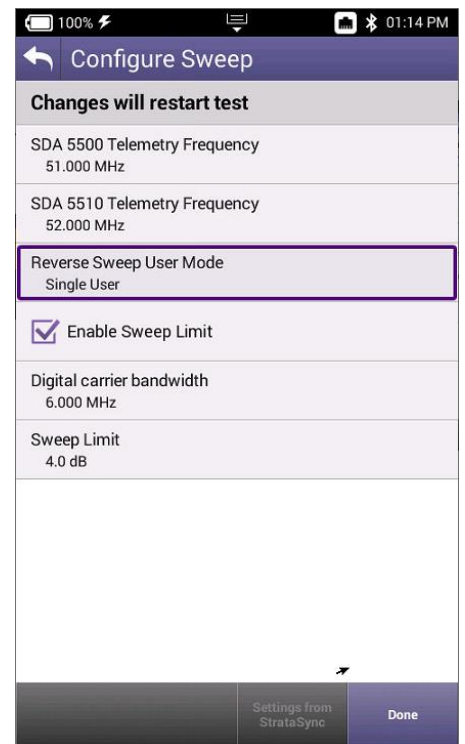 100% 01:14 PM
Configure Sweep
Changes will restart test
SDA 5500 Telemetry Frequency
51.000 MHz
SDA 5510 Telemetry Frequency
52.000 MHz
Reverse Sweep User Mode
Single User
Enable Sweep Limit
Digital carrier bandwidth
6.000 MHz
Sweep Limit
4.0 dB
Settings from
StrataSync
Done